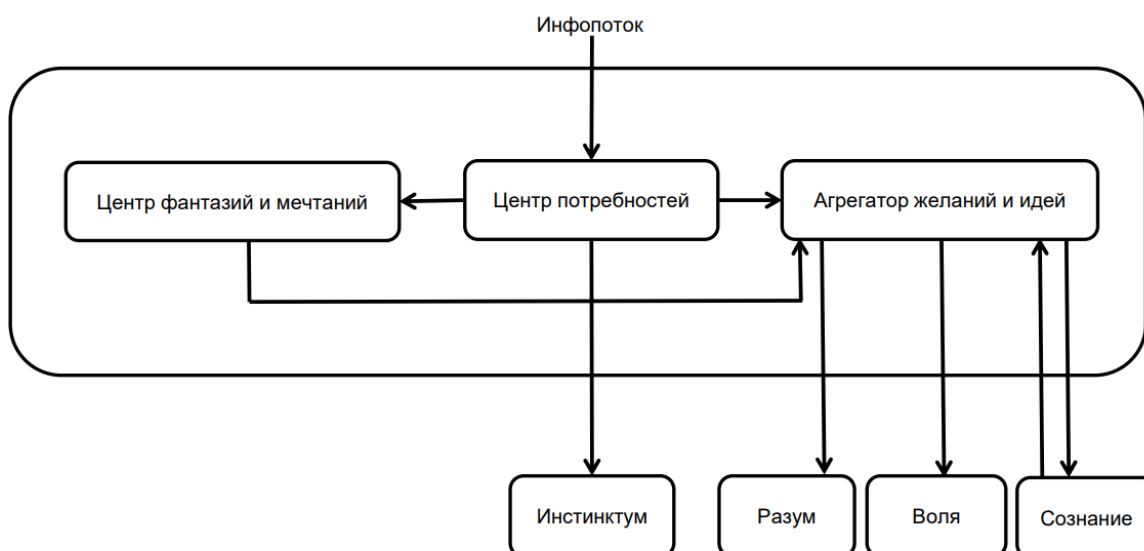 Инфопоток
Центр фантазий и мечтаний
Центр потребностей
Агрегатор желаний и идей
Инстинктум
Разум
Воля
Сознание